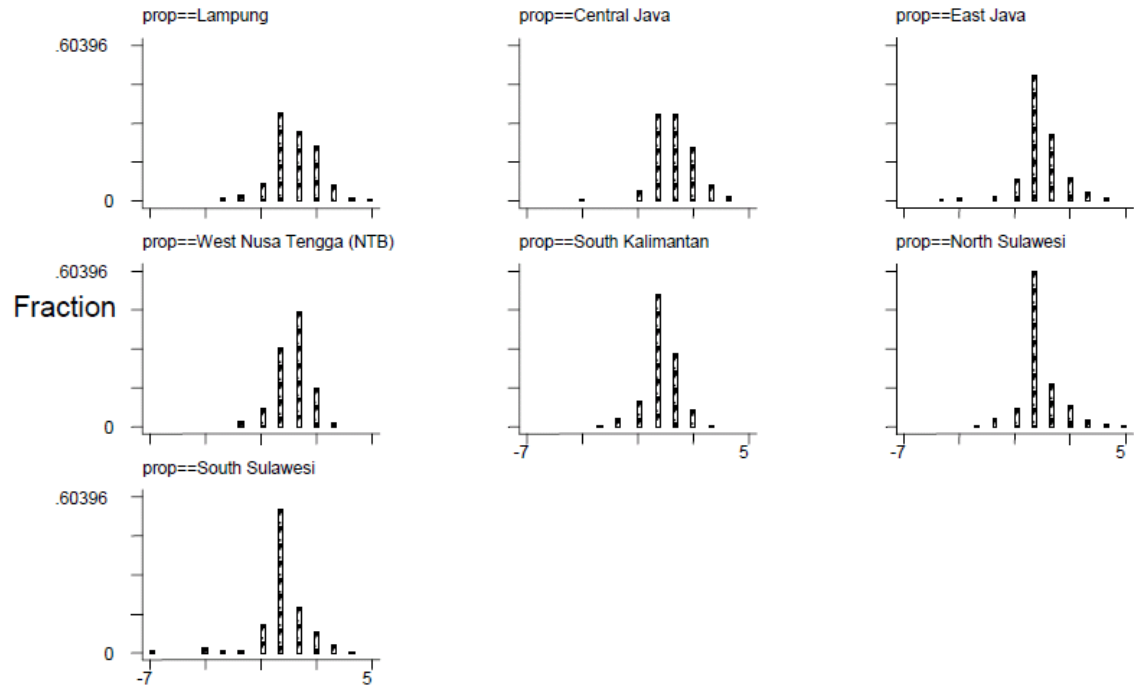 prop==Lampung
prop==Central Java
prop==East Java
.60396
0
prop==West Nusa Tengga (NTB)
prop==South Kalimantan
prop==North Sulawesi
.60396
Fraction
0
-7 5
-7 5
prop==South Sulawesi
.60396
0
-7 5